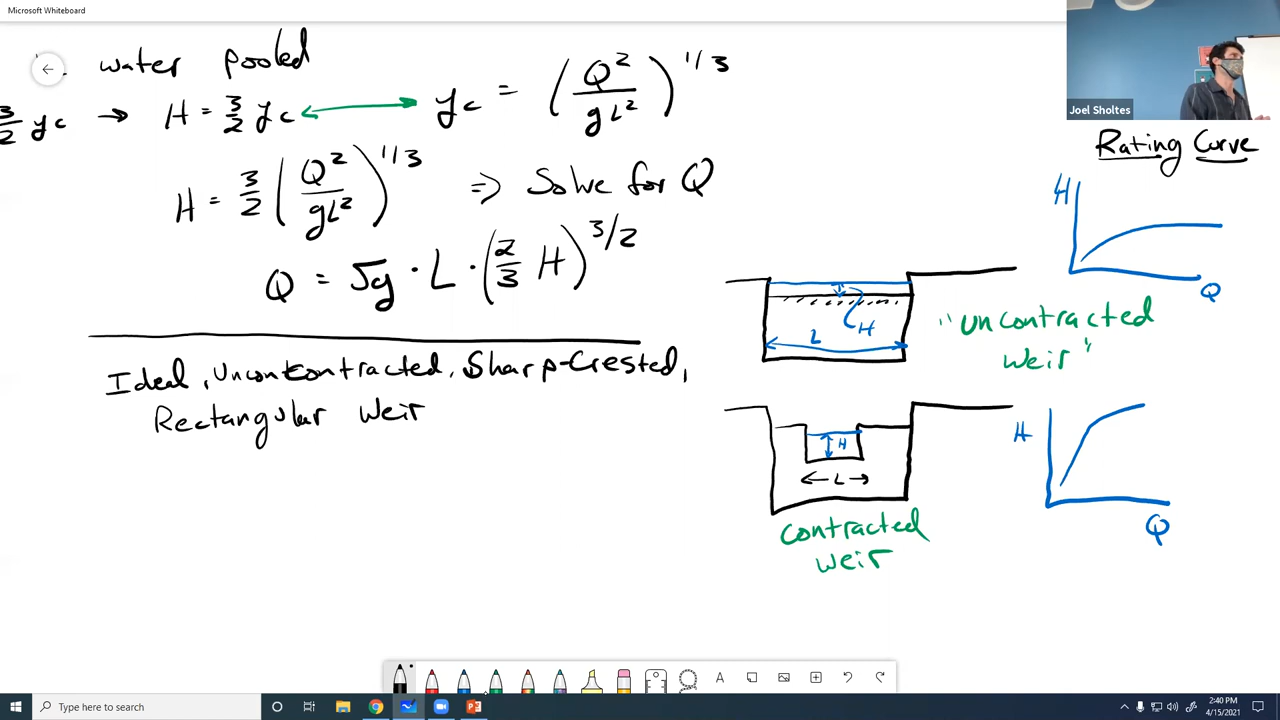 Microsoft Whiteboard
water pooled
3/2 yc → H = 3/2 yc ↔ yc = (Q²/gL²)^1/3
H = 3/2 (Q²/gL²)^1/3 ⇒ Solve for Q
Q = √g · L · (2/3 H)^3/2
Ideal, Uncontcontracted, Sharp-Crested,
Rectangular Weir
Joel Sholtes
Rating Curve
H
Q
H
L
"uncontracted
weir"
H
← L →
contracted
weir
H
Q
A
Type here to search
2:40 PM
4/15/2021